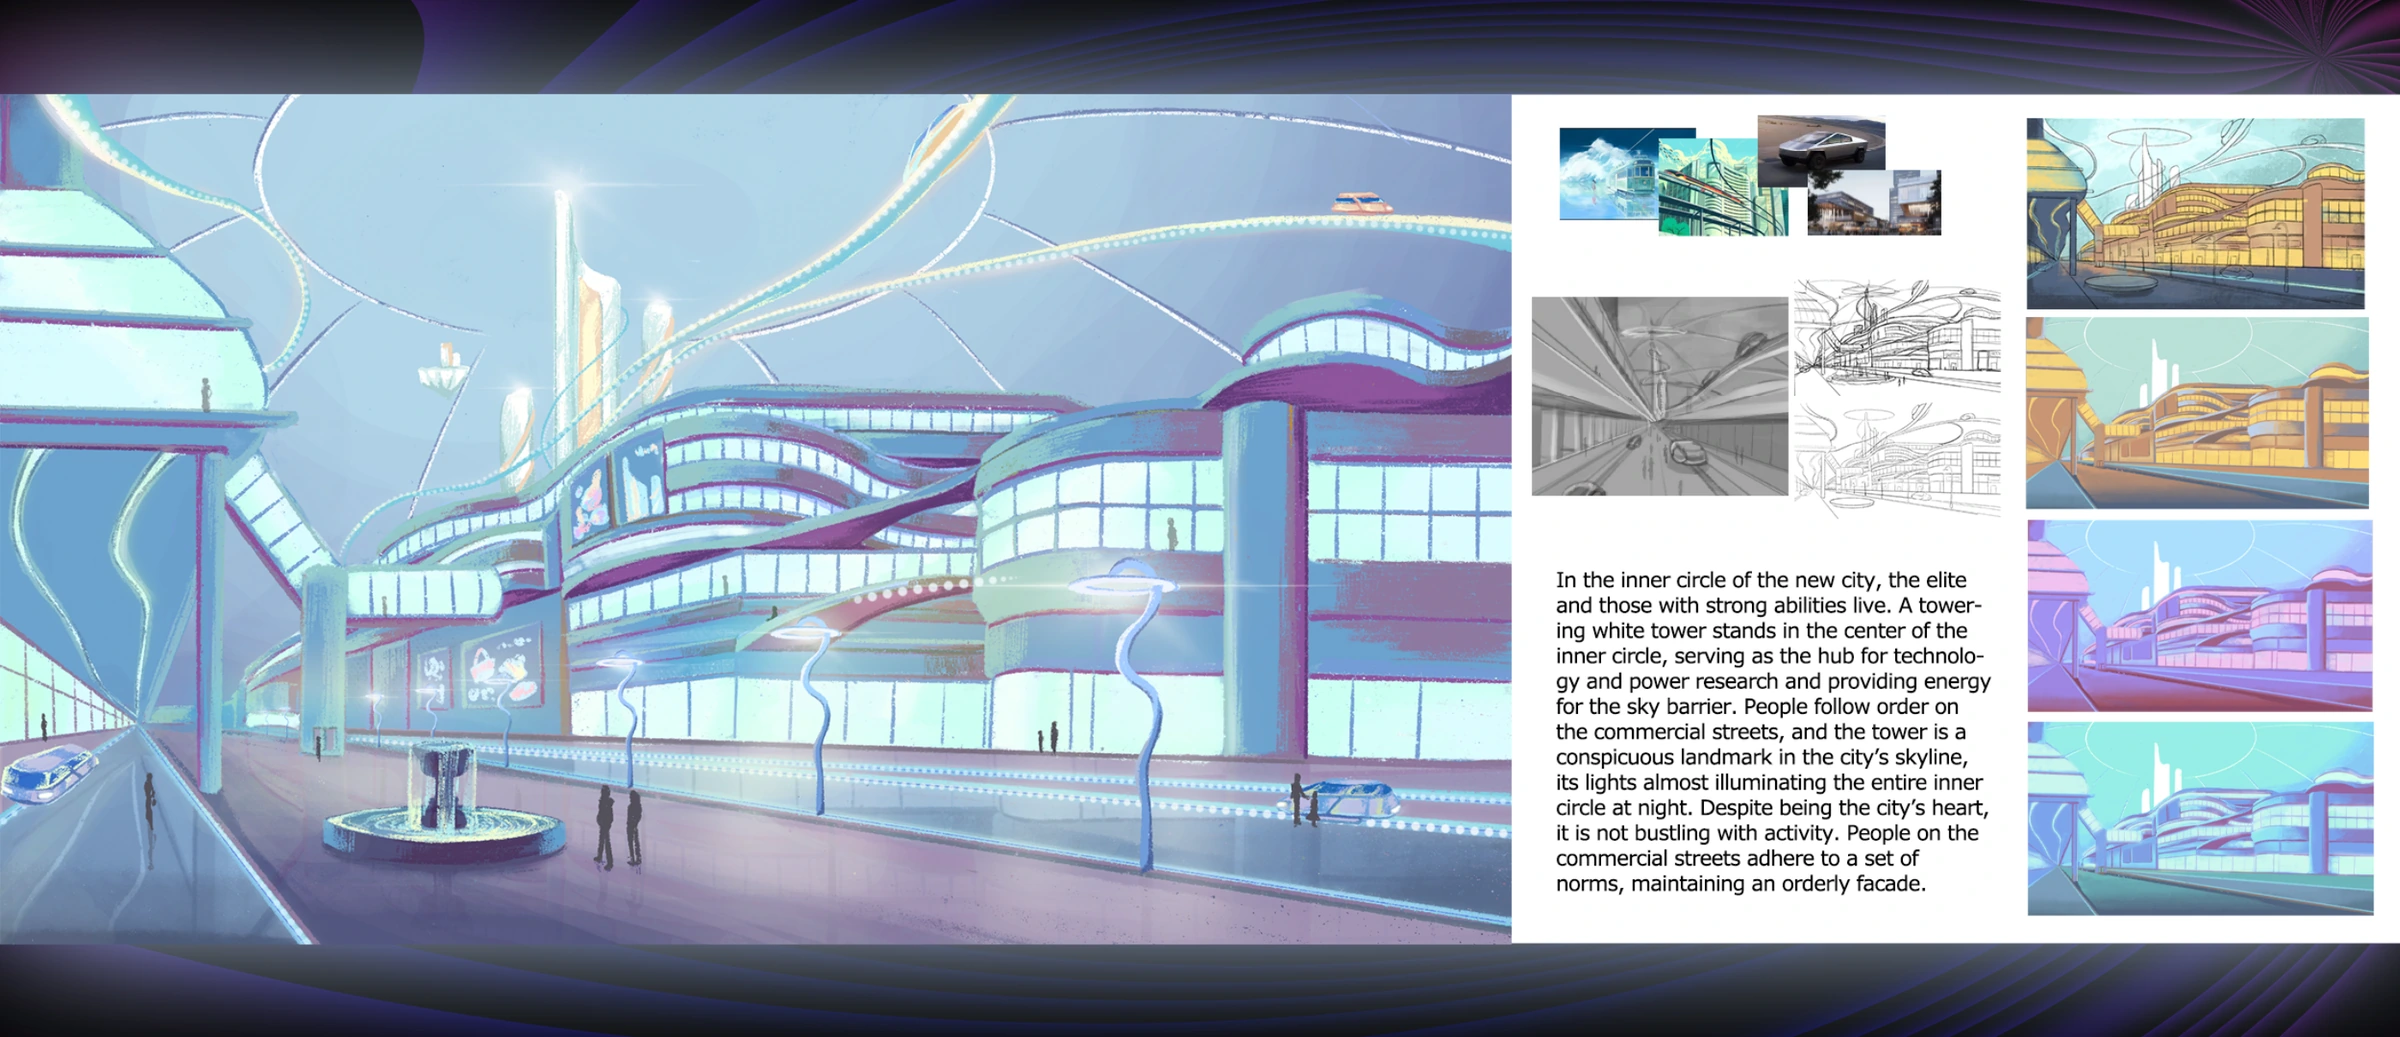 In the inner circle of the new city, the elite
and those with strong abilities live. A tower-
ing white tower stands in the center of the
inner circle, serving as the hub for technolo-
gy and power research and providing energy
for the sky barrier. People follow order on
the commercial streets, and the tower is a
conspicuous landmark in the city's skyline,
its lights almost illuminating the entire inner
circle at night. Despite being the city's heart,
it is not bustling with activity. People on the
commercial streets adhere to a set of
norms, maintaining an orderly facade.